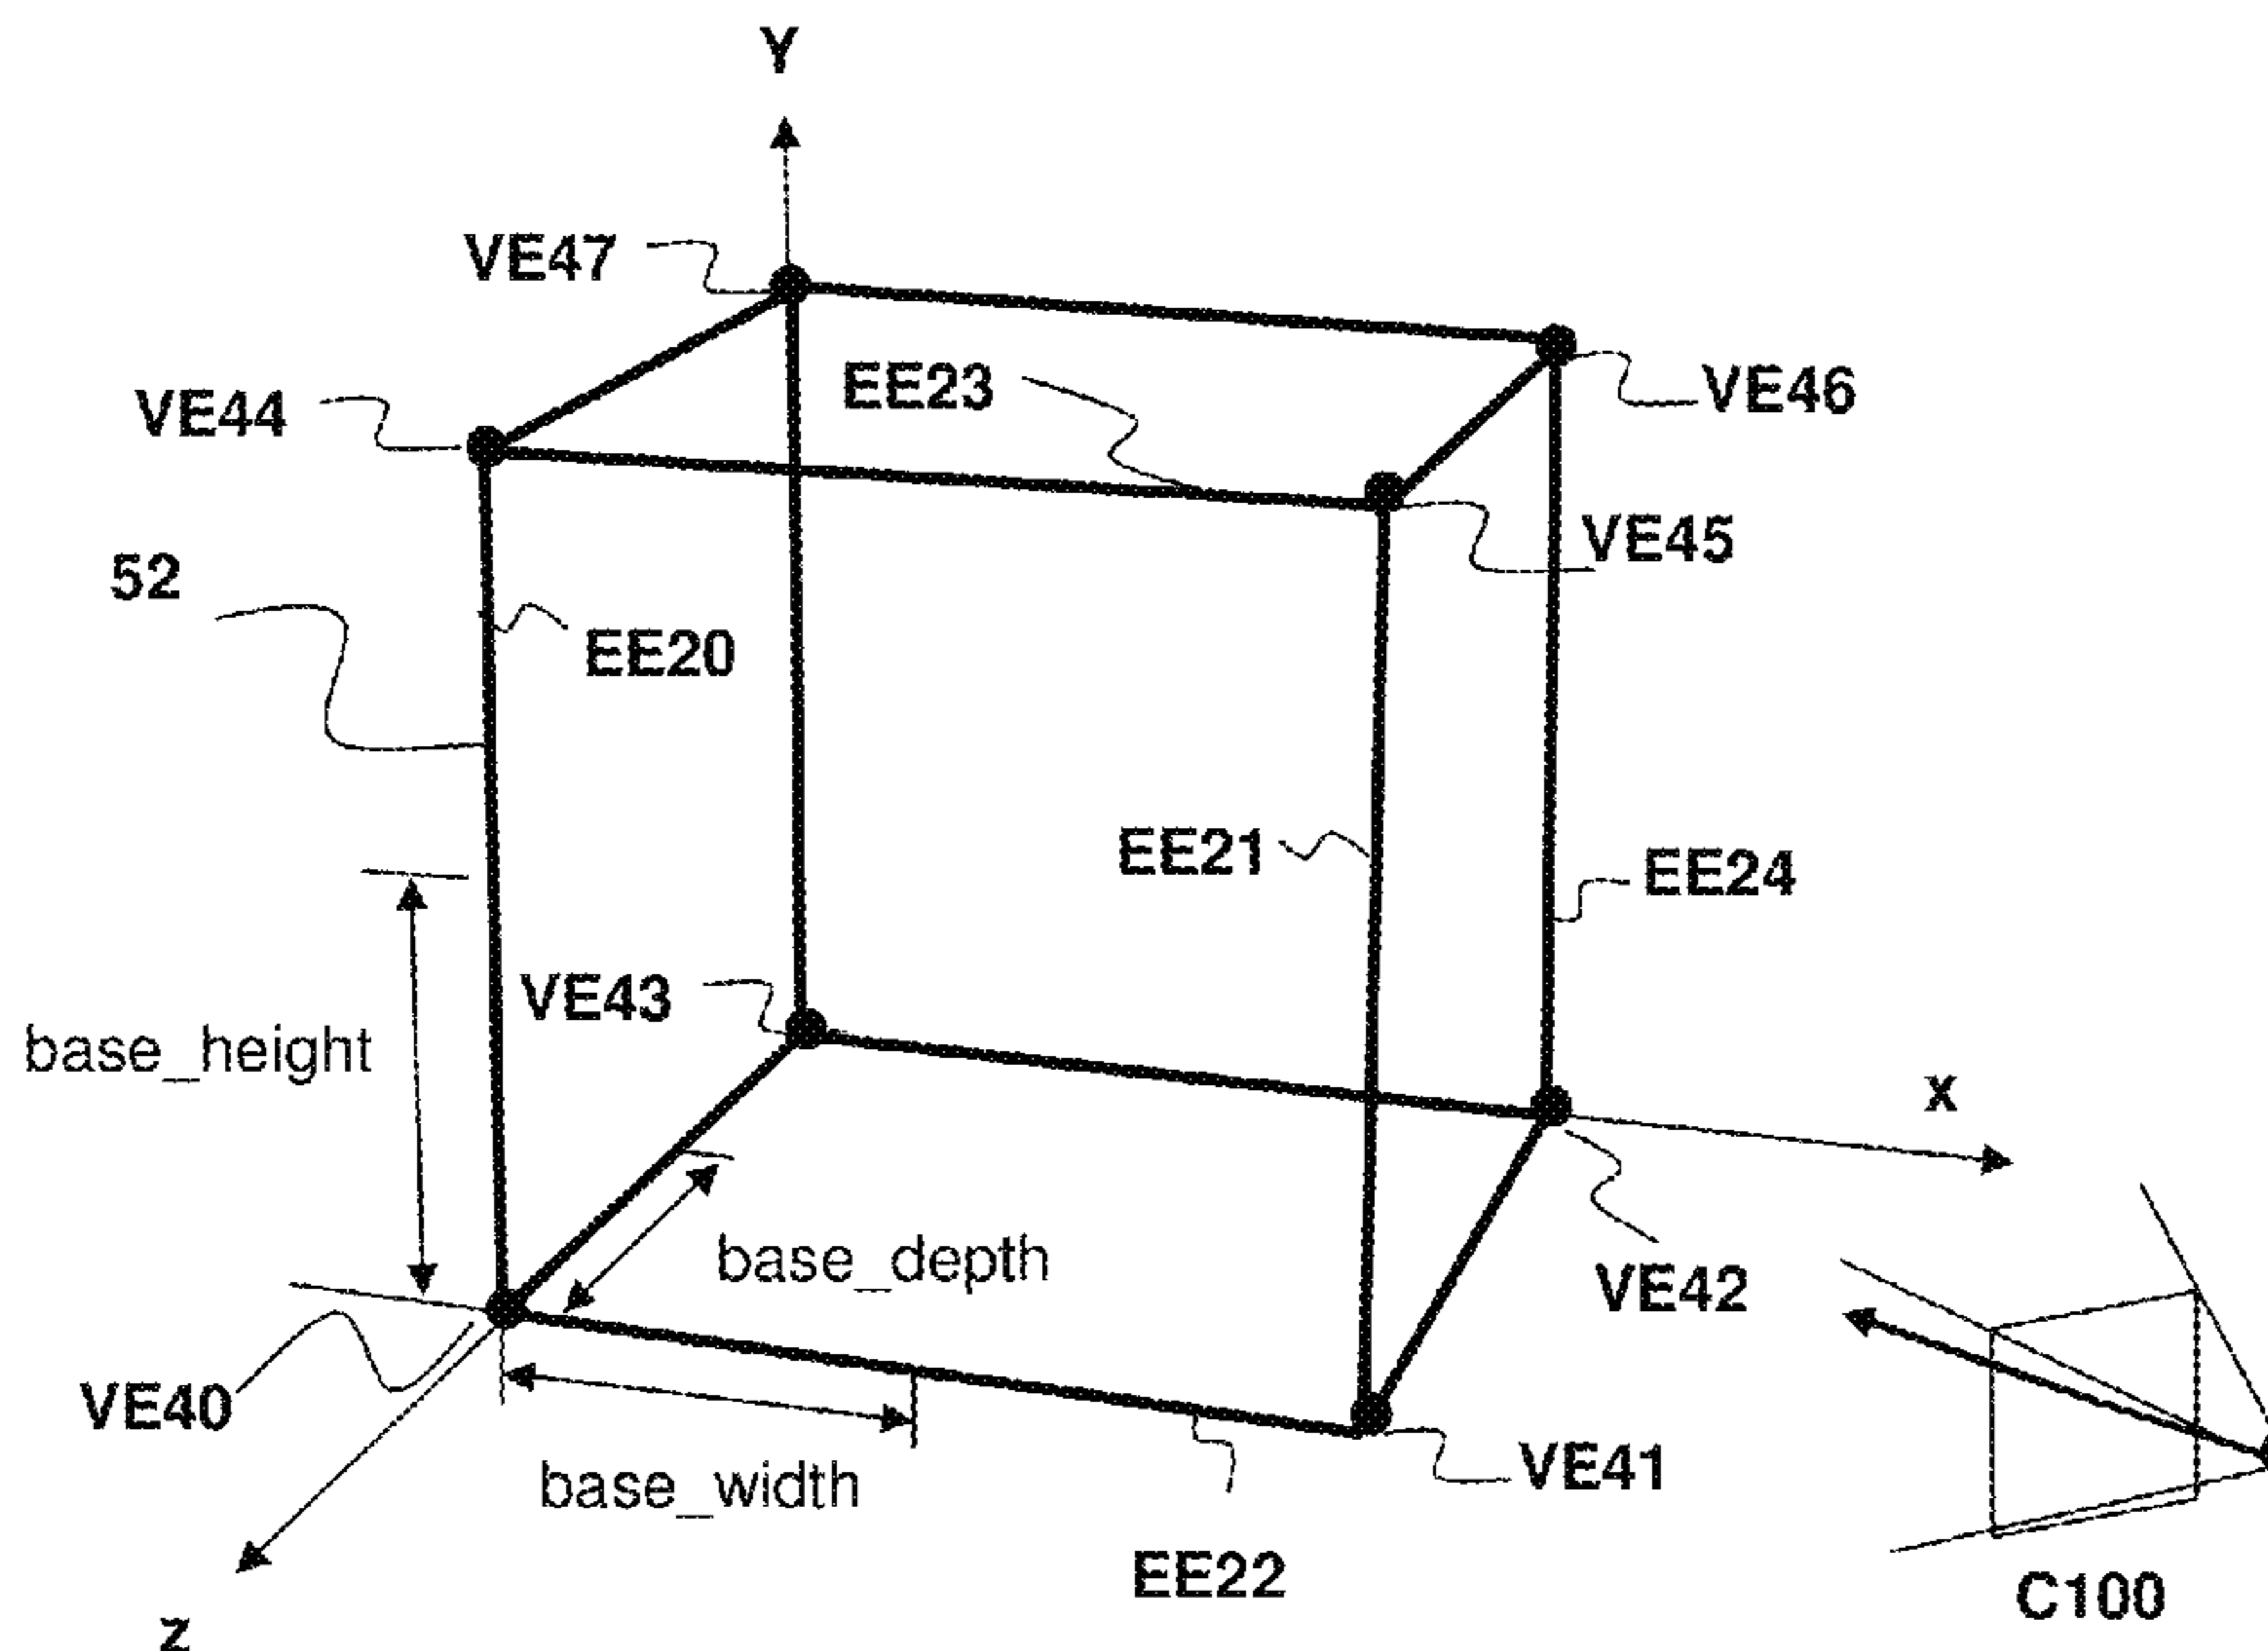 Y
VE47
VE44
EE23
VE46
VE45
52
EE20
EE21
EE24
VE43
base_height
X
base_depth
VE42
VE40
base_width
VE41
EE22
C100
Z